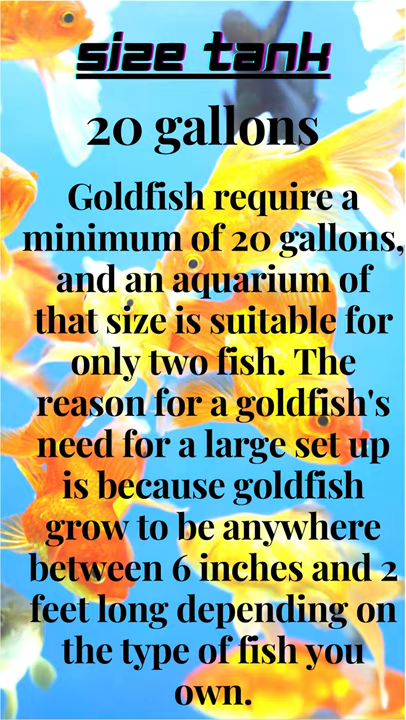 size tank
20 gallons
Goldfish require a
minimum of 20 gallons,
and an aquarium of
that size is suitable for
only two fish. The
reason for a goldfish's
need for a large set up
is because goldfish
grow to be anywhere
between 6 inches and 2
feet long depending on
the type of fish you
own.